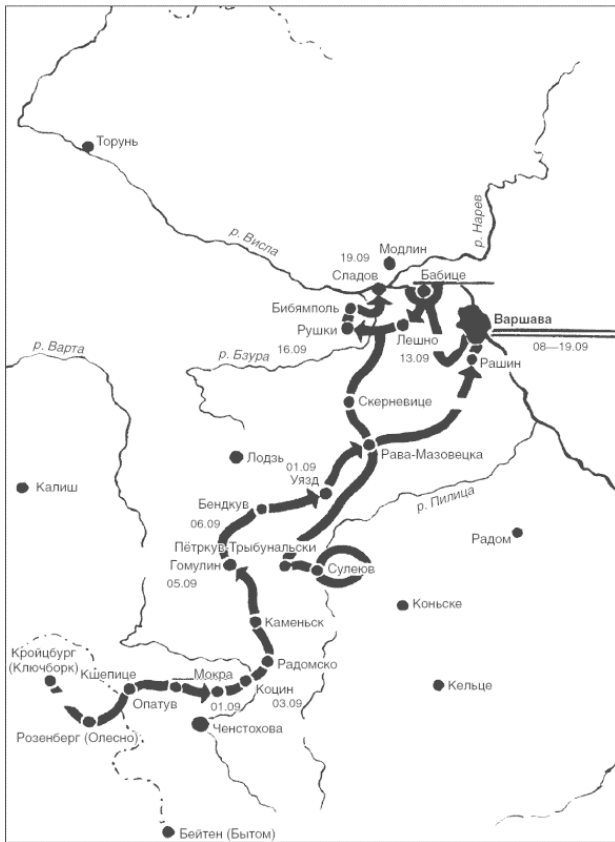 Торунь
р. Висла
р. Нарев
19.09
Модлин
Сладов
Бабице
Бибямполь
Варшава
Рушки
Лешно
р. Варта
р. Бзура
16.09
13.09
08—19.09
Рашин
Скерневице
Лодзь
01.09
Уязд
Рава-Мазовецка
Калиш
Бендкув
р. Пилица
06.09
Радом
Пётркув-Трыбунальски
Гомулин
Сулеюв
05.09
Коньске
Каменьск
Кройцбург
(Ключборк)
Кшепице
Мокра
Радомско
Кельце
Опатув
Коцин
01.09
03.09
Розенберг (Олесно)
Ченстохова
Бейтен (Бытом)